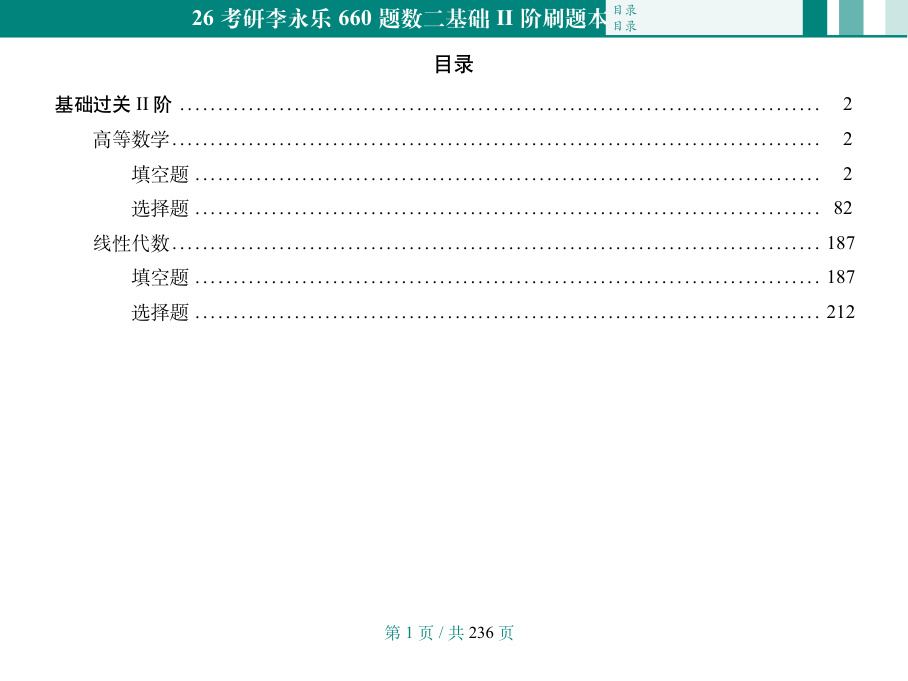 26 考研李永乐 660 题数二基础 II 阶刷题本
目录
目录
目录
基础过关 II 阶 ........................................ 2
高等数学 ........................................ 2
填空题 ........................................ 2
选择题 ........................................ 82
线性代数 ........................................ 187
填空题 ........................................ 187
选择题 ........................................ 212
第 1 页 / 共 236 页